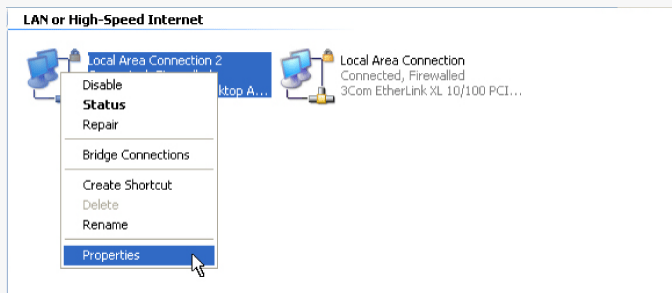 LAN or High-Speed Internet
Local Area Connection 2
ktop A...
Local Area Connection
Connected, Firewalled
3Com EtherLink XL 10/100 PCI...
Disable
Status
Repair
Bridge Connections
Create Shortcut
Delete
Rename
Properties